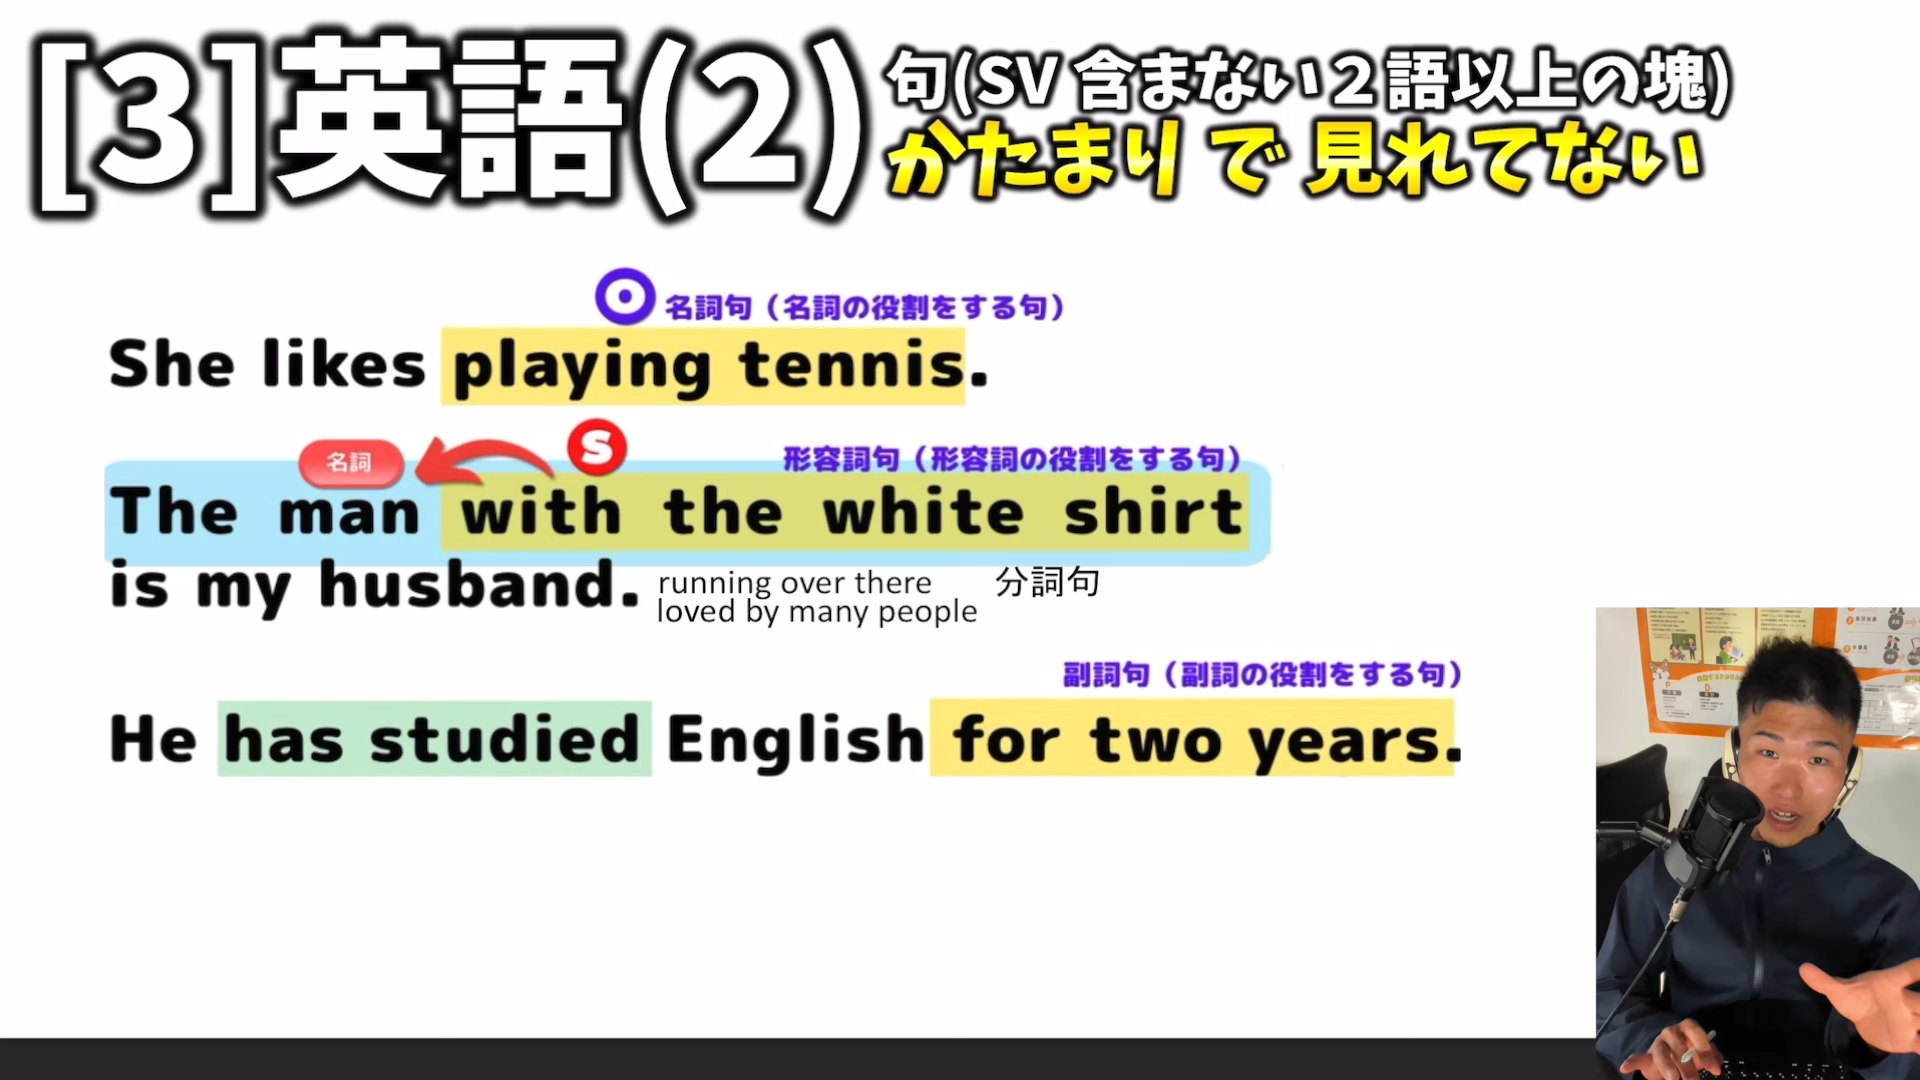 [3]英語(2)
句(SV 含まない２語以上の塊)
かたまり で 見れてない
O 名詞句（名詞の役割をする句）
She likes playing tennis.
名詞 S 形容詞句（形容詞の役割をする句）
The man with the white shirt
is my husband.
running over there 分詞句
loved by many people
副詞句（副詞の役割をする句）
He has studied English for two years.